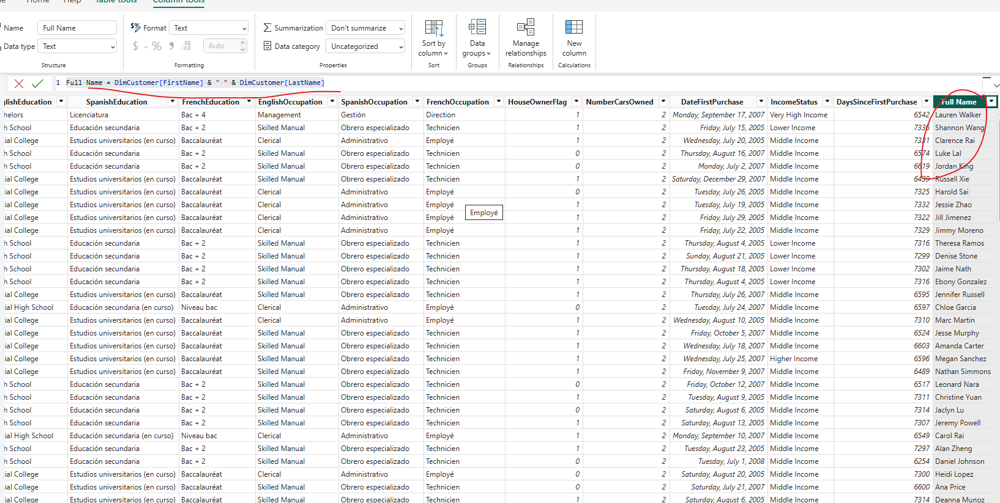 Home Help Table tools Column tools
Name Full Name $% Format Text Summarization Don't summarize
Data type Text $ % Auto Data category Uncategorized
Sort by column Data groups Manage relationships New column
Structure Formatting Properties Sort Groups Relationships Calculations
1 Full Name = DimCustomer[FirstName] & " " & DimCustomer[LastName]
glishEducation SpanishEducation FrenchEducation EnglishOccupation SpanishOccupation FrenchOccupation HouseOwnerFlag NumberCarsOwned DateFirstPurchase IncomeStatus DaysSinceFirstPurchase Full Name
helors Licenciatura Bac + 4 Management Gestión Direction 1 2 Monday, September 17, 2007 Very High Income 6542 Lauren Walker
h School Educación secundaria Bac + 2 Skilled Manual Obrero especializado Technicien 1 2 Friday, July 15, 2005 Lower Income 7336 Shannon Wang
ial College Estudios universitarios (en curso) Baccalauréat Clerical Administrativo Employé 1 2 Wednesday, July 20, 2005 Middle Income 7331 Clarence Rai
h School Educación secundaria Bac + 2 Skilled Manual Obrero especializado Technicien 0 2 Thursday, August 16, 2007 Middle Income 6574 Luke Lal
h School Educación secundaria Bac + 2 Skilled Manual Obrero especializado Technicien 0 2 Monday, July 2, 2007 Middle Income 6619 Jordan King
ial College Estudios universitarios (en curso) Baccalauréat Skilled Manual Obrero especializado Technicien 1 2 Saturday, December 29, 2007 Middle Income 6439 Russell Xie
ial College Estudios universitarios (en curso) Baccalauréat Clerical Administrativo Employé 0 2 Tuesday, July 26, 2005 Middle Income 7325 Harold Sai
ial College Estudios universitarios (en curso) Baccalauréat Clerical Administrativo Employé 1 2 Tuesday, July 19, 2005 Middle Income 7332 Jessie Zhao
Employé
ial College Estudios universitarios (en curso) Baccalauréat Clerical Administrativo Employé 1 2 Friday, July 29, 2005 Middle Income 7322 Jill Jimenez
ial College Estudios universitarios (en curso) Baccalauréat Clerical Administrativo Employé 1 2 Friday, July 22, 2005 Middle Income 7329 Jimmy Moreno
h School Educación secundaria Bac + 2 Skilled Manual Obrero especializado Technicien 1 2 Thursday, August 4, 2005 Lower Income 7316 Theresa Ramos
h School Educación secundaria Bac + 2 Skilled Manual Obrero especializado Technicien 1 2 Sunday, August 21, 2005 Lower Income 7299 Denise Stone
h School Educación secundaria Bac + 2 Skilled Manual Obrero especializado Technicien 1 2 Thursday, August 18, 2005 Lower Income 7302 Jaime Nath
h School Educación secundaria Bac + 2 Skilled Manual Obrero especializado Technicien 1 2 Thursday, August 4, 2005 Lower Income 7316 Ebony Gonzalez
ial College Estudios universitarios (en curso) Baccalauréat Skilled Manual Obrero especializado Technicien 1 2 Thursday, July 26, 2007 Middle Income 6595 Jennifer Russell
ial High School Educación secundaria (en curso) Niveau bac Clerical Administrativo Employé 0 2 Tuesday, July 24, 2007 Middle Income 6597 Chloe Garcia
ial College Estudios universitarios (en curso) Baccalauréat Clerical Administrativo Employé 1 2 Wednesday, August 10, 2005 Middle Income 7310 Marc Martin
ial College Estudios universitarios (en curso) Baccalauréat Skilled Manual Obrero especializado Technicien 1 2 Friday, October 5, 2007 Middle Income 6524 Jesse Murphy
ial College Estudios universitarios (en curso) Baccalauréat Skilled Manual Obrero especializado Technicien 1 2 Wednesday, July 18, 2007 Middle Income 6603 Amanda Carter
ial College Estudios universitarios (en curso) Baccalauréat Skilled Manual Obrero especializado Technicien 1 2 Wednesday, July 25, 2007 Higher Income 6596 Megan Sanchez
ial College Estudios universitarios (en curso) Baccalauréat Skilled Manual Obrero especializado Technicien 1 2 Friday, November 9, 2007 Middle Income 6489 Nathan Simmons
h School Educación secundaria Bac + 2 Skilled Manual Obrero especializado Technicien 0 2 Friday, October 12, 2007 Middle Income 6517 Leonard Nara
h School Educación secundaria Bac + 2 Skilled Manual Obrero especializado Technicien 1 2 Tuesday, August 9, 2005 Middle Income 7311 Christine Yuan
h School Educación secundaria Bac + 2 Skilled Manual Obrero especializado Technicien 0 2 Saturday, August 6, 2005 Middle Income 7314 Jaclyn Lu
h School Educación secundaria Bac + 2 Skilled Manual Obrero especializado Technicien 1 2 Saturday, August 13, 2005 Middle Income 7307 Jeremy Powell
ial High School Educación secundaria (en curso) Niveau bac Clerical Administrativo Employé 1 2 Monday, September 10, 2007 Middle Income 6549 Carol Rai
h School Educación secundaria Bac + 2 Skilled Manual Obrero especializado Technicien 1 2 Tuesday, August 23, 2005 Middle Income 7297 Alan Zheng
h School Educación secundaria Bac + 2 Skilled Manual Obrero especializado Technicien 0 2 Tuesday, July 1, 2008 Middle Income 6254 Daniel Johnson
ial College Estudios universitarios (en curso) Baccalauréat Clerical Administrativo Employé 0 2 Saturday, August 20, 2005 Middle Income 7300 Heidi Lopez
ial College Estudios universitarios (en curso) Baccalauréat Skilled Manual Obrero especializado Technicien 0 2 Saturday, July 21, 2007 Middle Income 6600 Ana Price
ial College Estudios universitarios (en curso) Baccalauréat Skilled Manual Obrero especializado Technicien 1 2 Saturday, August 6, 2005 Middle Income 7314 Deanna Munoz